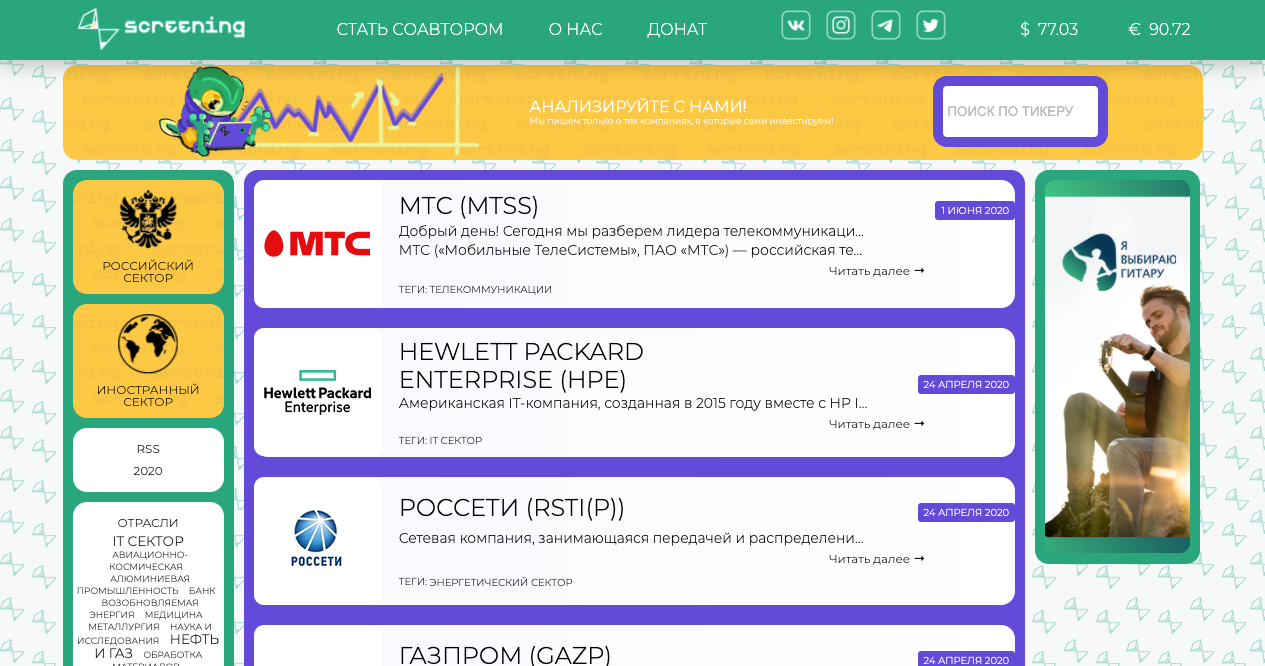 screening
СТАТЬ СОАВТОРОМ
О НАС
ДОНАТ
$ 77.03
€ 90.72
АНАЛИЗИРУЙТЕ С НАМИ!
Мы пишем только о тех компаниях, в которые сами инвестируем!
ПОИСК ПО ТИКЕРУ
РОССИЙСКИЙ
СЕКТОР
ИНОСТРАННЫЙ
СЕКТОР
RSS
2020
ОТРАСЛИ
IT СЕКТОР
АВИАЦИОННО-
КОСМИЧЕСКАЯ
АЛЮМИНИЕВАЯ
ПРОМЫШЛЕННОСТЬ БАНК
ВОЗОБНОВЛЯЕМАЯ
ЭНЕРГИЯ МЕДИЦИНА
МЕТАЛЛУРГИЯ НАУКА И
ИССЛЕДОВАНИЯ НЕФТЬ
И ГАЗ ОБРАБОТКА
МАТЕРИАЛОВ
МТС
МТС (MTSS)
1 ИЮНЯ 2020
Добрый день! Сегодня мы разберем лидера телекоммуникаци...
МТС («Мобильные ТелеСистемы», ПАО «МТС») — российская те...
Читать далее ➞
ТЕГИ: ТЕЛЕКОММУНИКАЦИИ
Hewlett Packard
Enterprise
HEWLETT PACKARD
ENTERPRISE (HPE)
24 АПРЕЛЯ 2020
Американская IT-компания, созданная в 2015 году вместе с HP I...
Читать далее ➞
ТЕГИ: IT СЕКТОР
РОССЕТИ
РОССЕТИ (RSTI(P))
24 АПРЕЛЯ 2020
Сетевая компания, занимающаяся передачей и распределени...
Читать далее ➞
ТЕГИ: ЭНЕРГЕТИЧЕСКИЙ СЕКТОР
ГАЗПРОМ (GAZP)
24 АПРЕЛЯ 2020
Я
ВЫБИРАЮ
ГИТАРУ